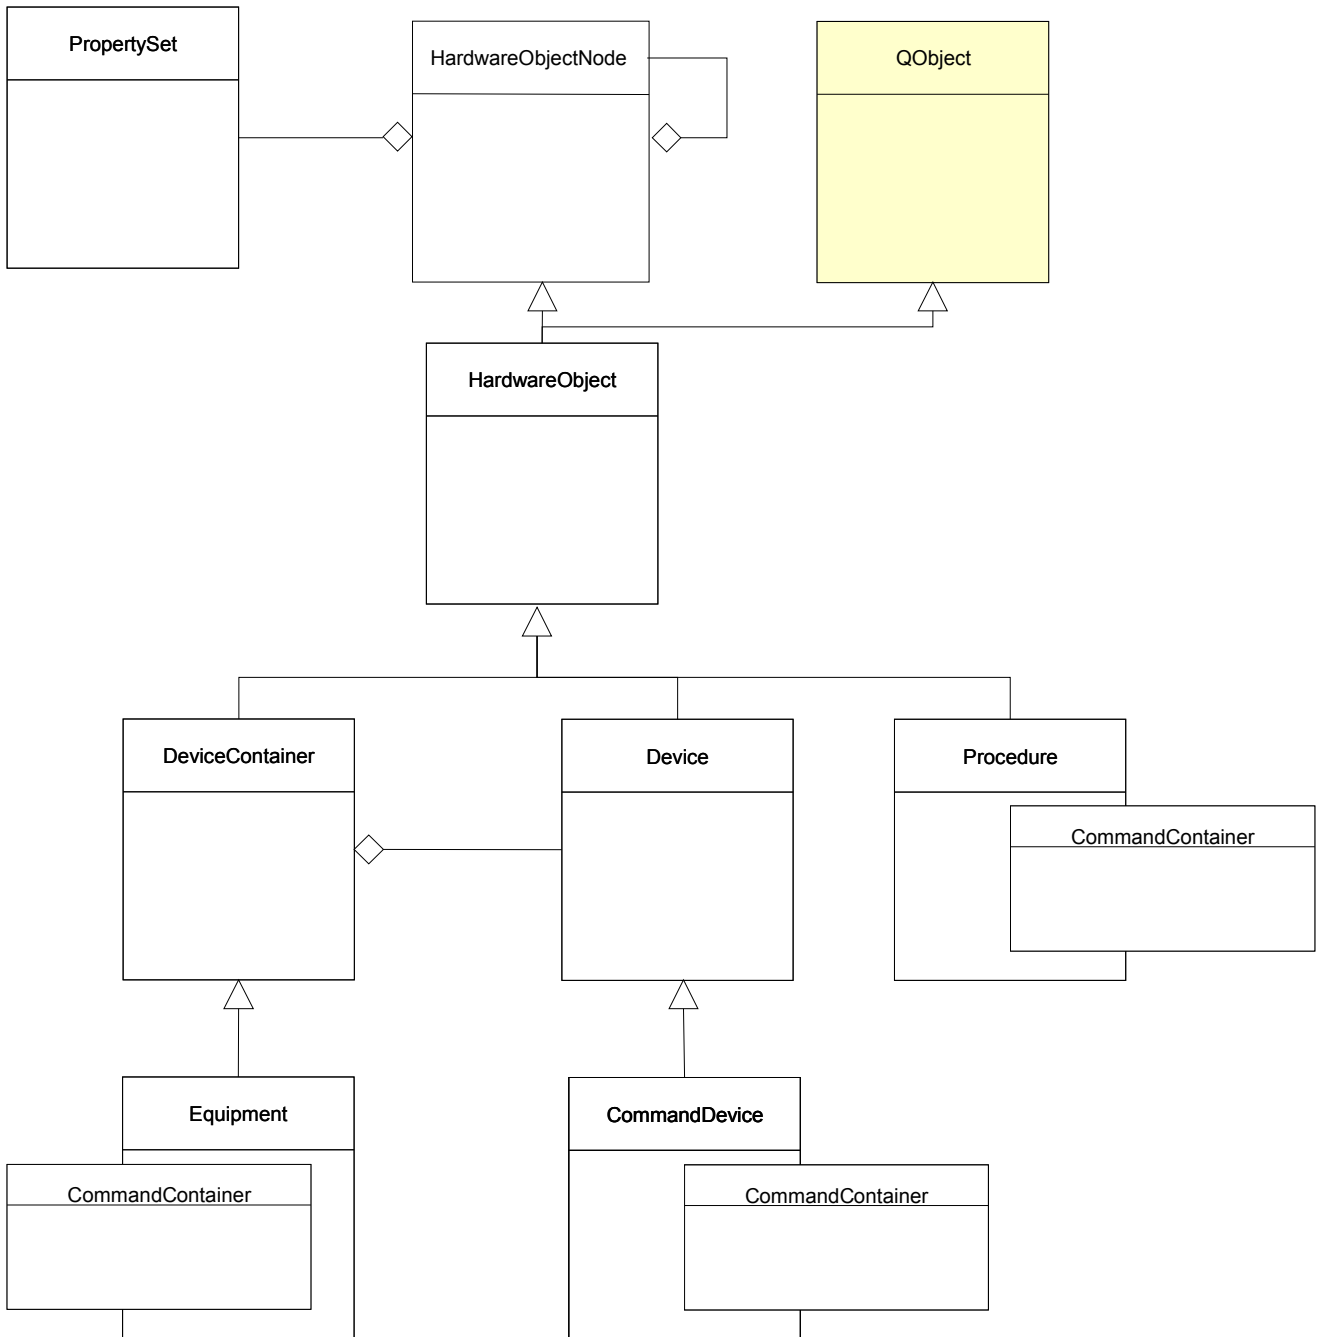 PropertySet
HardwareObjectNode
QObject
HardwareObject
DeviceContainer
Device
Procedure
CommandContainer
Equipment
CommandDevice
CommandContainer
CommandContainer